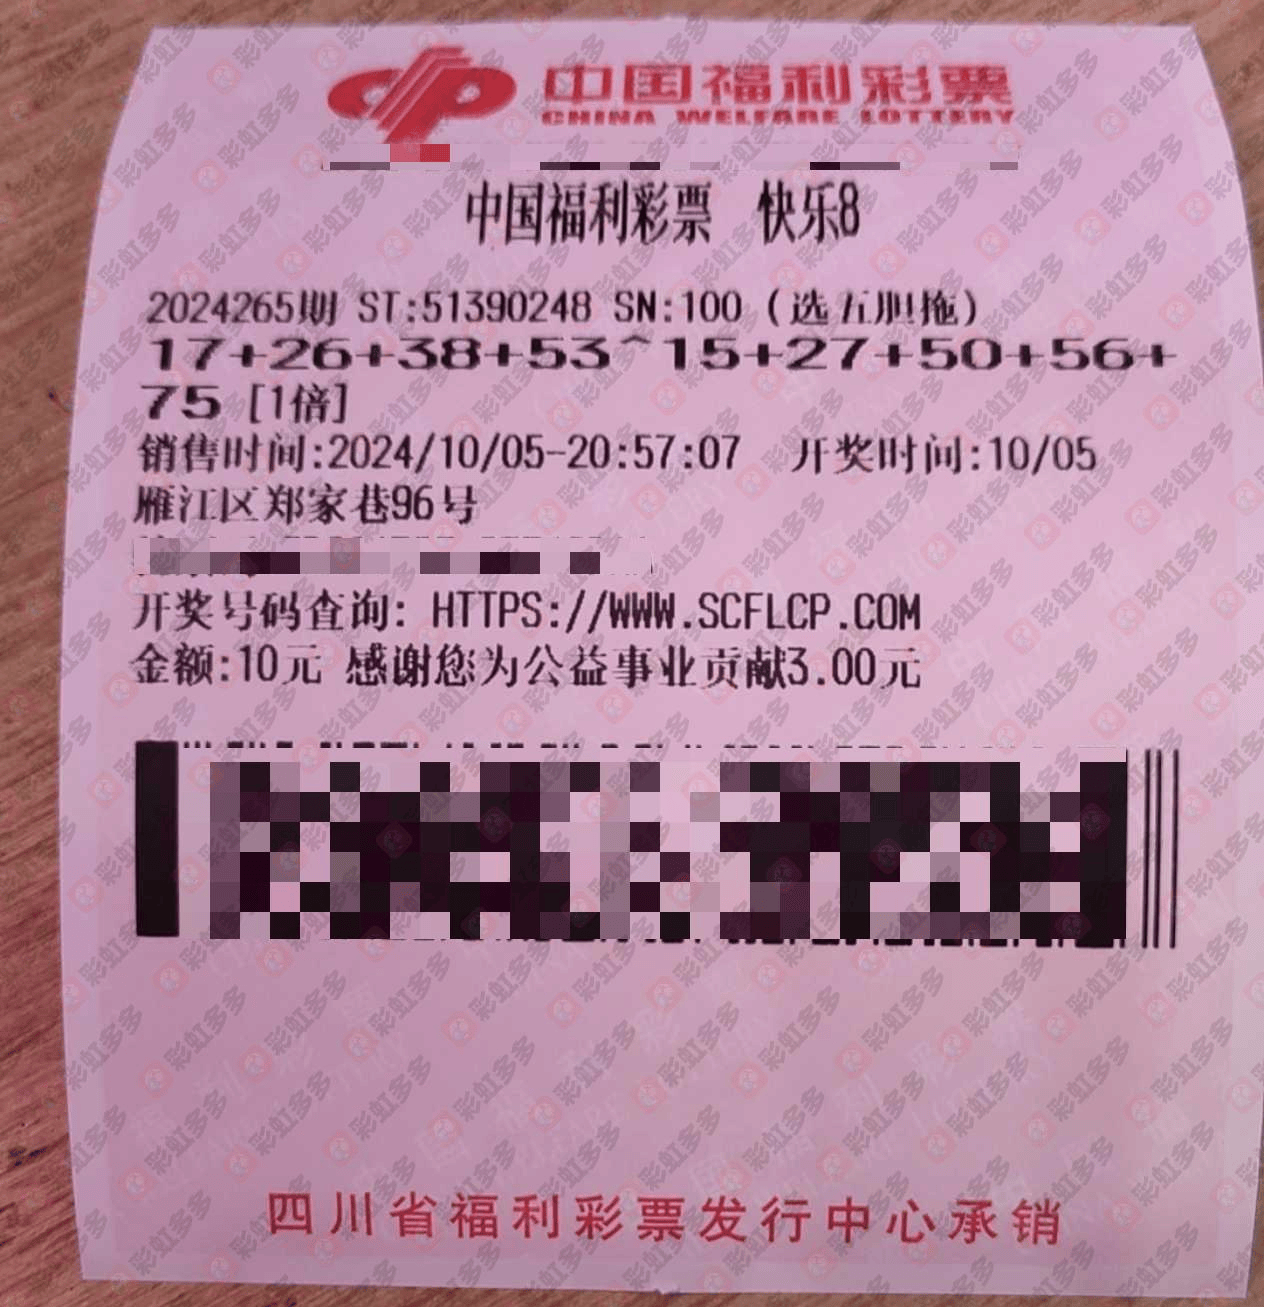 中国福利彩票
CHINA WELFARE LOTTERY
中国福利彩票 快乐8
2024265期 ST:51390248 SN:100 (选五胆拖)
17+26+38+53^15+27+50+56+
75 [1倍]
销售时间:2024/10/05-20:57:07 开奖时间:10/05
雁江区郑家巷96号
开奖号码查询: HTTPS://WWW.SCFLCP.COM
金额:10元 感谢您为公益事业贡献3.00元
四川省福利彩票发行中心承销
彩虹多多